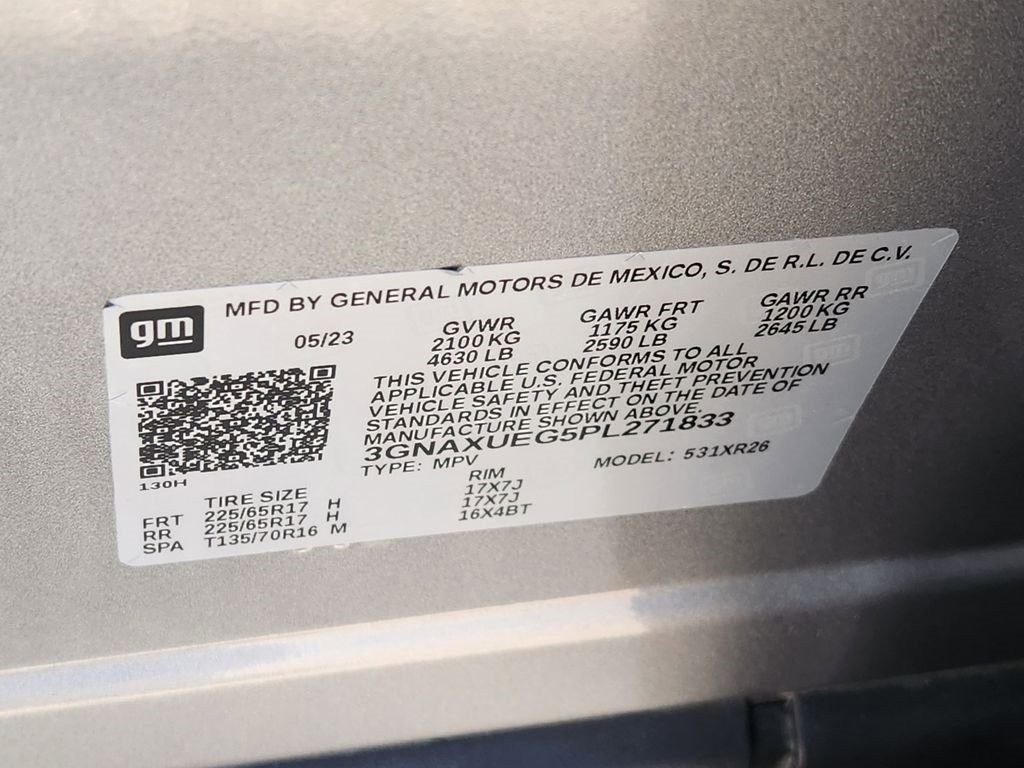 gm
MFD BY GENERAL MOTORS DE MEXICO, S. DE R.L. DE C.V.
05/23 GVWR GAWR FRT GAWR RR
2100 KG 1175 KG 1200 KG
4630 LB 2590 LB 2645 LB
THIS VEHICLE CONFORMS TO ALL
APPLICABLE U.S. FEDERAL MOTOR
VEHICLE SAFETY AND THEFT PREVENTION
STANDARDS IN EFFECT ON THE DATE OF
MANUFACTURE SHOWN ABOVE.
3GNAXUEG5PL271833
TYPE: MPV MODEL: 531XR26
130H
TIRE SIZE RIM
FRT 225/65R17 H 17X7J
RR 225/65R17 H 17X7J
SPA T135/70R16 M 16X4BT